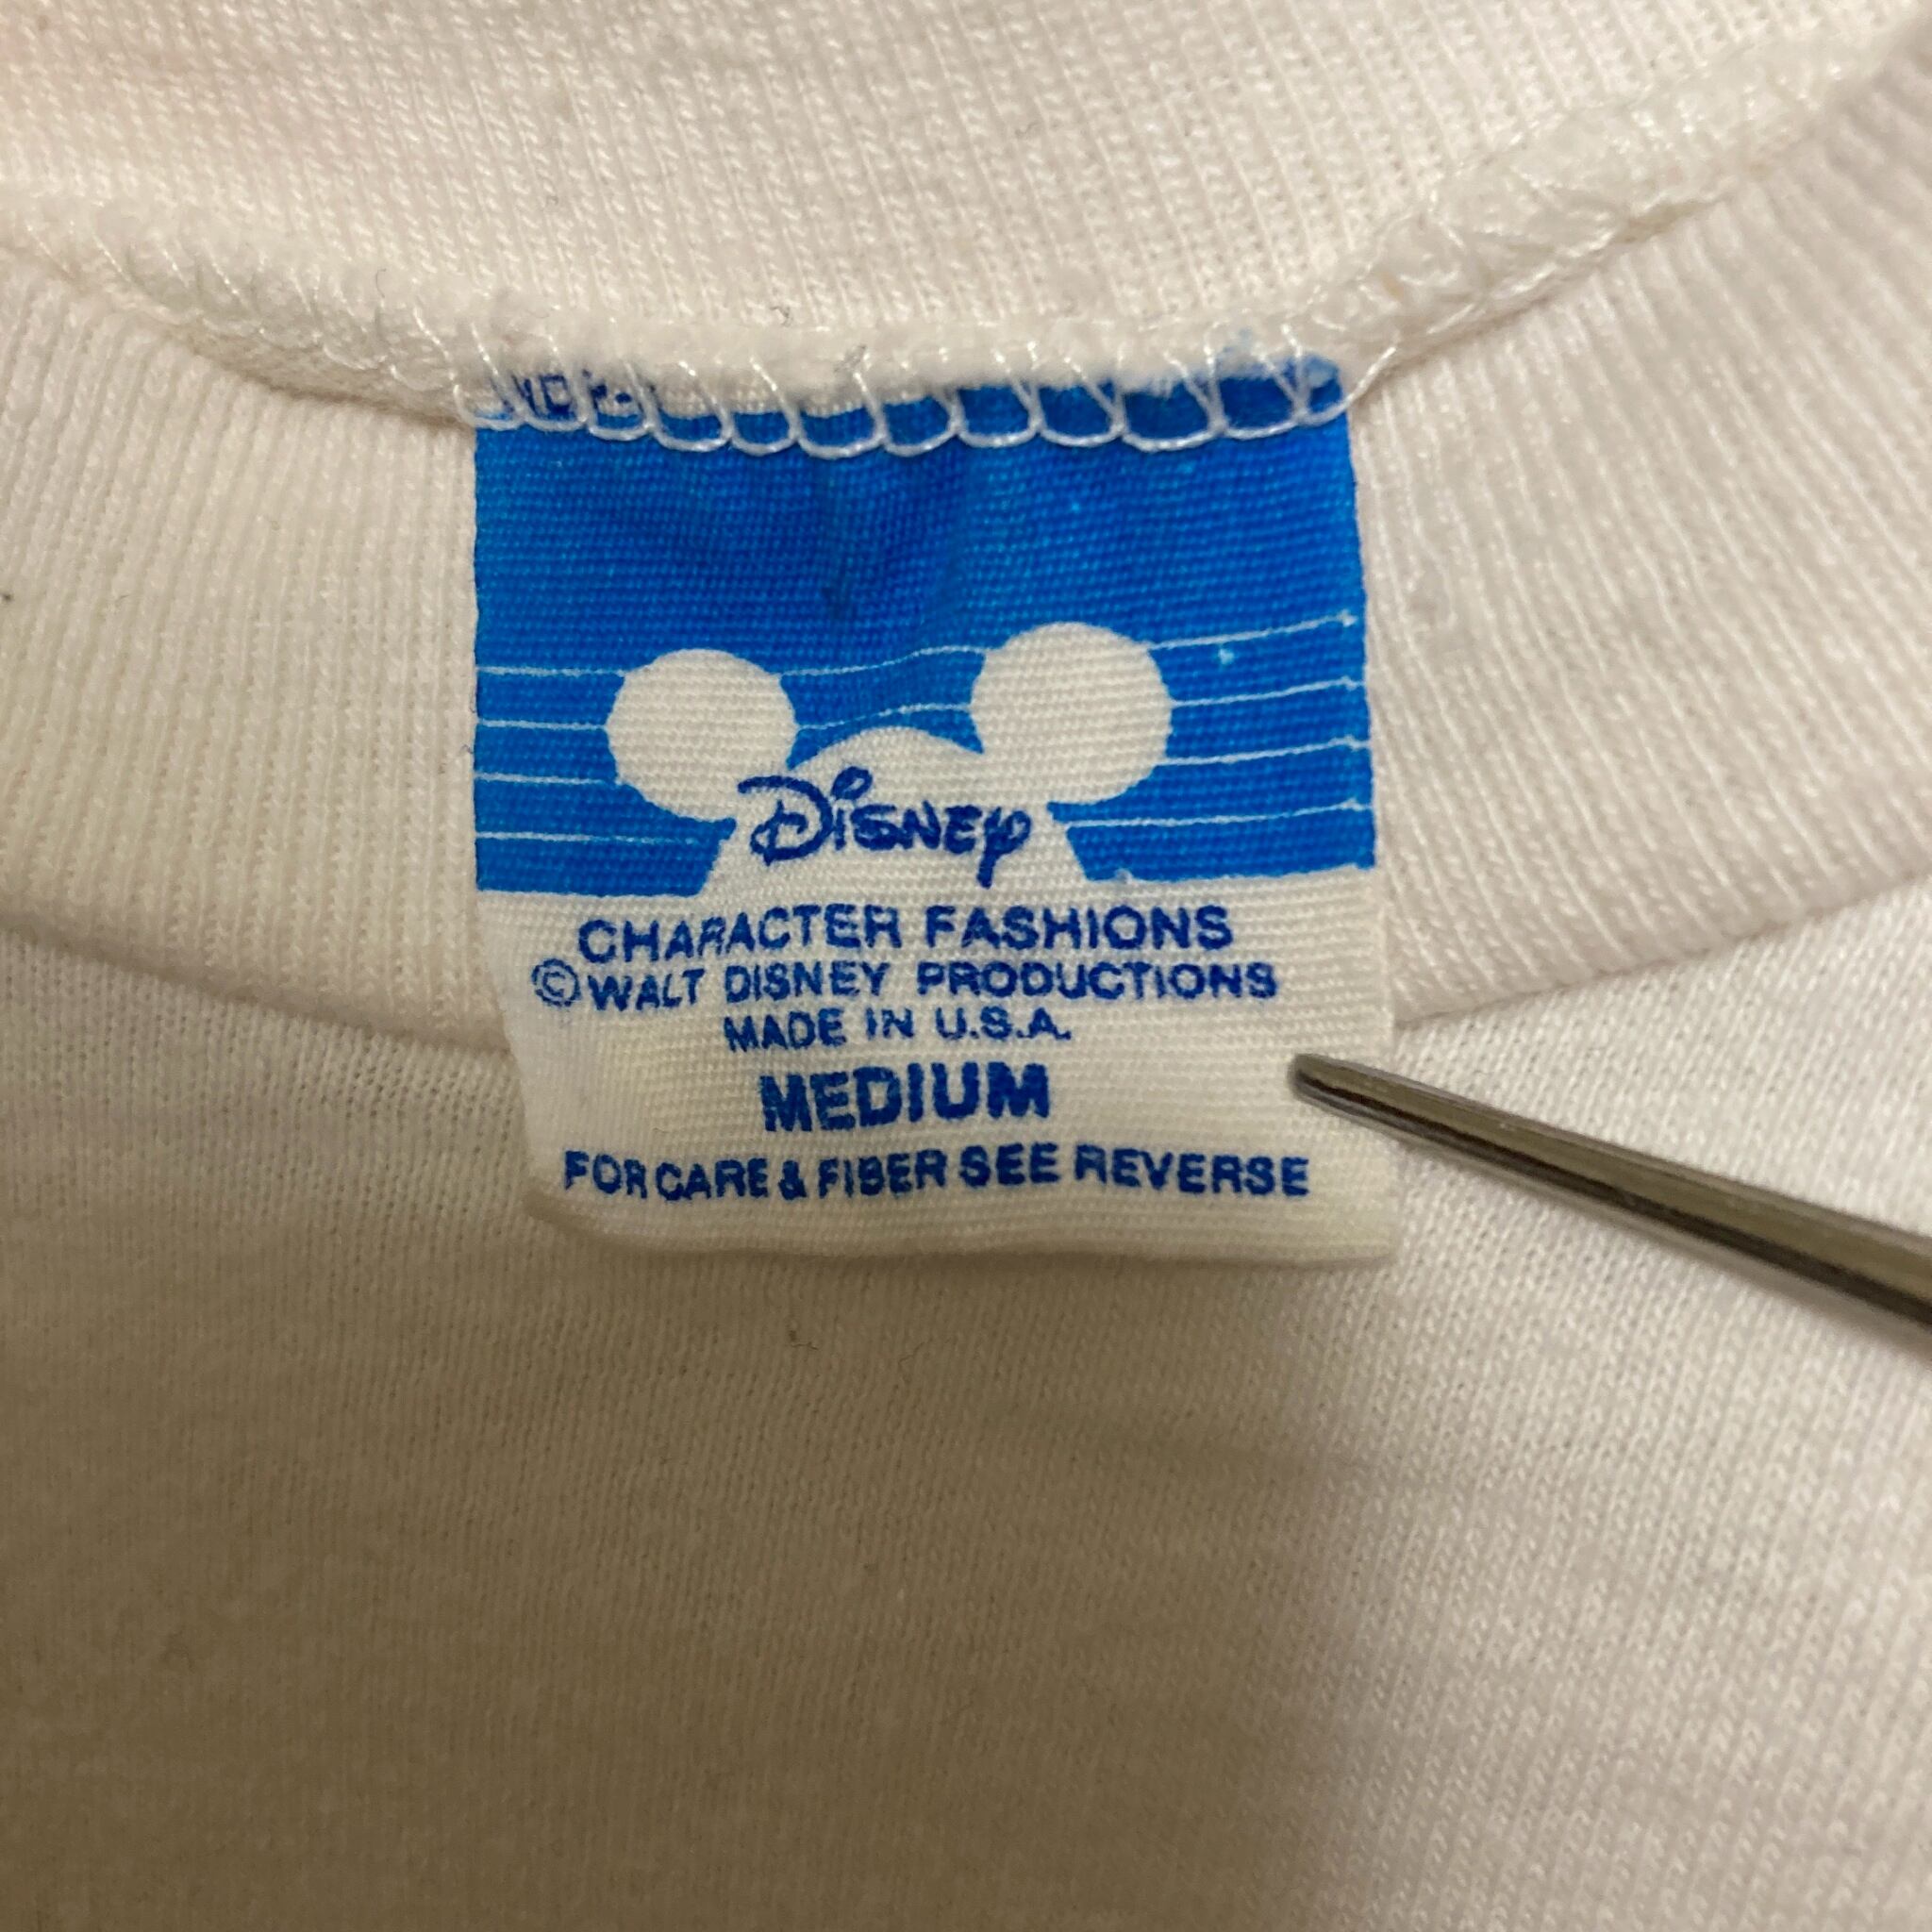 Disney
CHARACTER FASHIONS
©WALT DISNEY PRODUCTIONS
MADE IN U.S.A.
MEDIUM
FOR CARE & FIBER SEE REVERSE